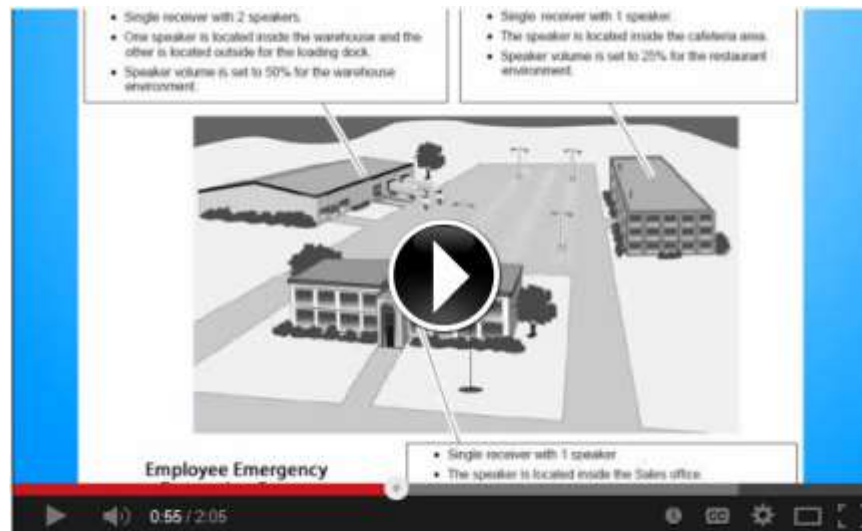 • Single receiver with 2 speakers.
• One speaker is located inside the warehouse and the
other is located outside for the loading dock.
• Speaker volume is set to 50% for the warehouse
environment.
• Single receiver with 1 speaker.
• The speaker is located inside the cafeteria area.
• Speaker volume is set to 25% for the restaurant
environment.
• Single receiver with 1 speaker
• The speaker is located inside the Sales office.
Employee Emergency
0:55 / 2:05
CC